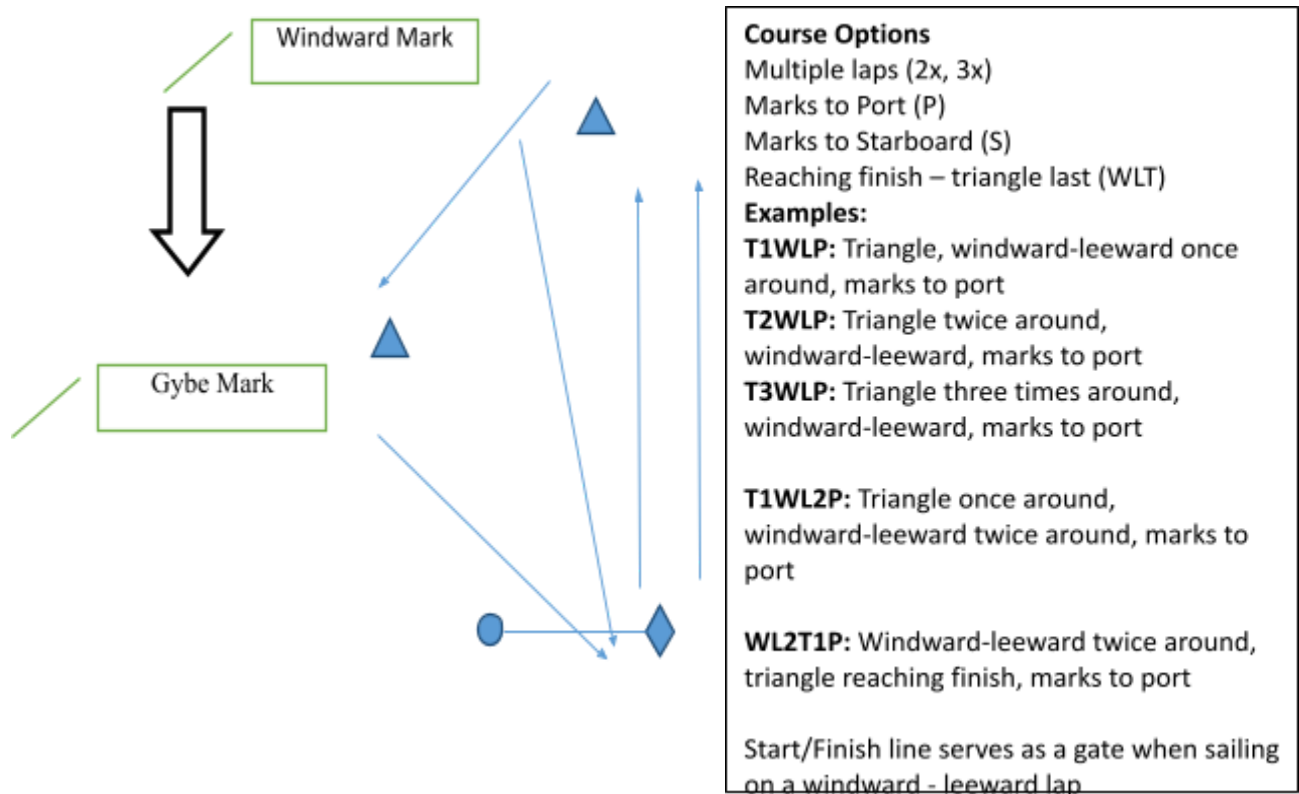 Windward Mark
Gybe Mark
Course Options
Multiple laps (2x, 3x)
Marks to Port (P)
Marks to Starboard (S)
Reaching finish – triangle last (WLT)
Examples:
T1WLP: Triangle, windward-leeward once
around, marks to port
T2WLP: Triangle twice around,
windward-leeward, marks to port
T3WLP: Triangle three times around,
windward-leeward, marks to port
T1WL2P: Triangle once around,
windward-leeward twice around, marks to
port
WL2T1P: Windward-leeward twice around,
triangle reaching finish, marks to port
Start/Finish line serves as a gate when sailing
on a windward - leeward lap